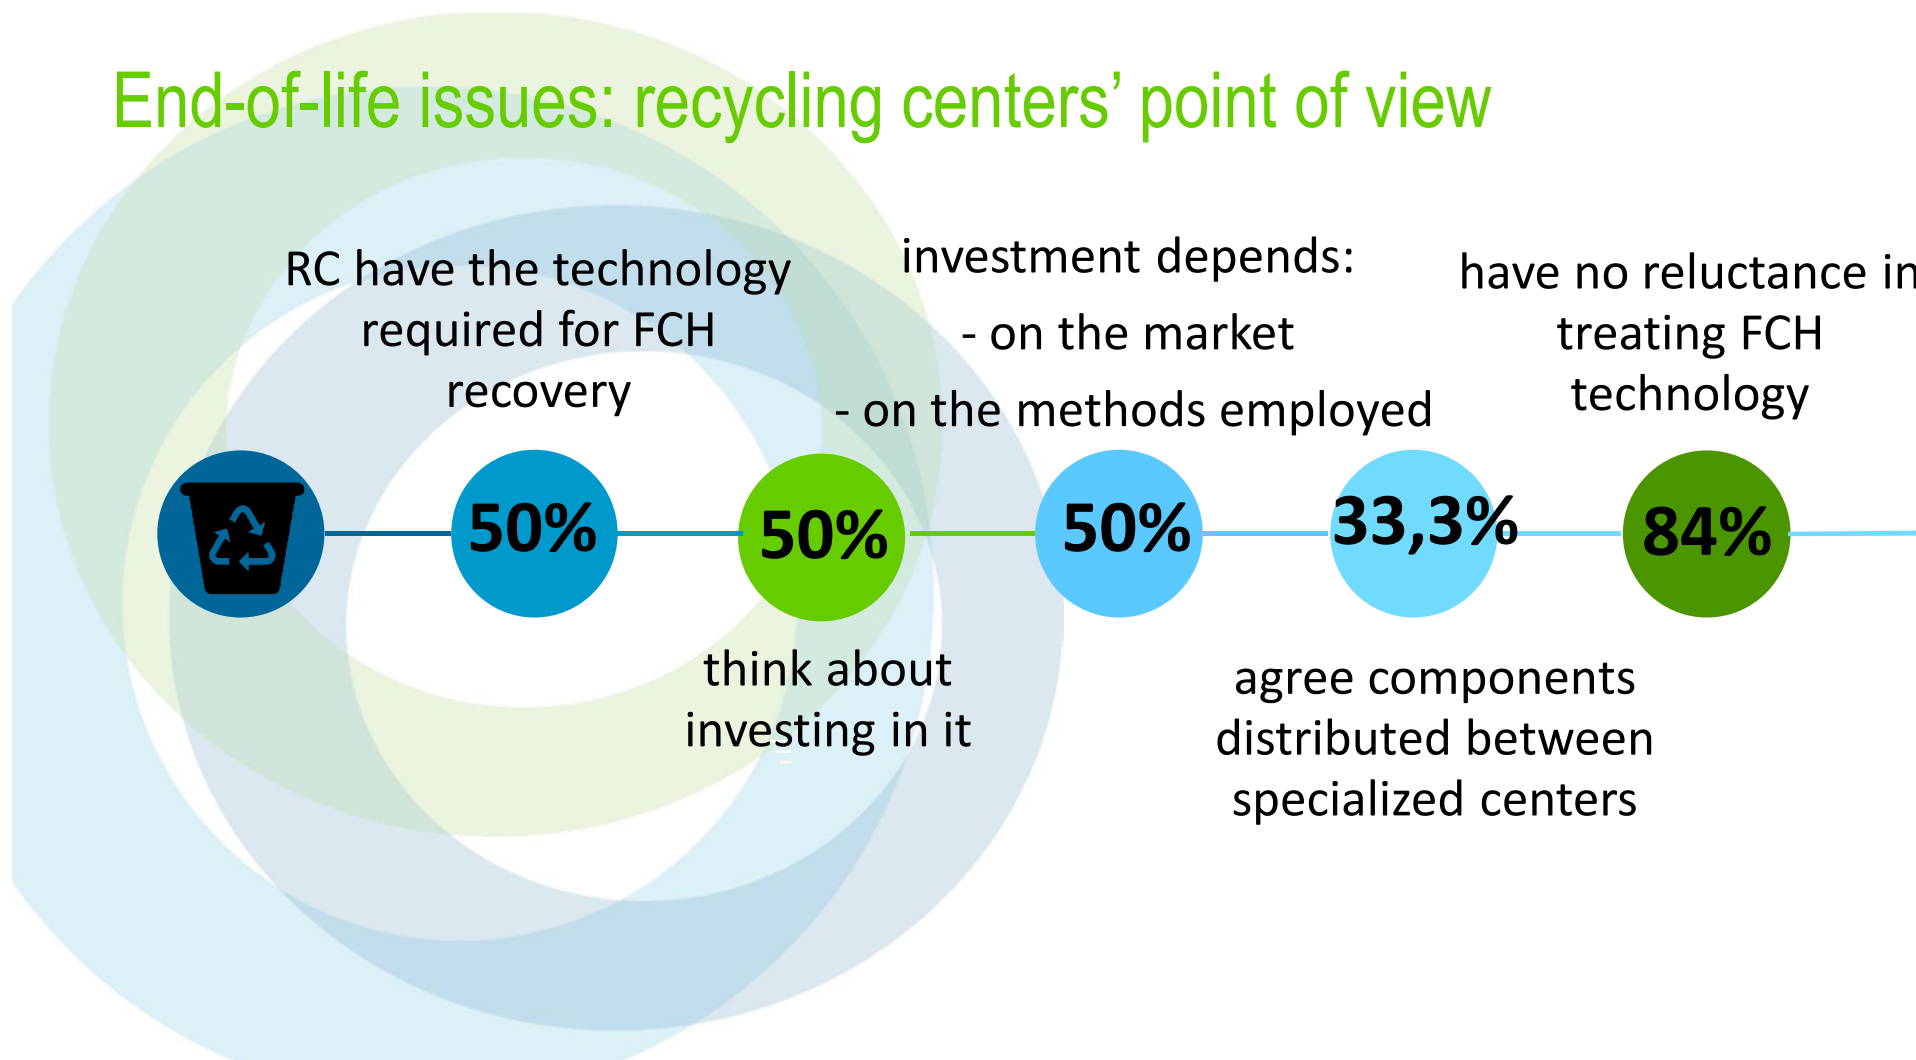 End-of-life issues: recycling centers’ point of view
RC have the technology
required for FCH
recovery
investment depends:
- on the market
- on the methods employed
have no reluctance in
treating FCH
technology
50%
50%
50%
33,3%
84%
think about
investing in it
agree components
distributed between
specialized centers